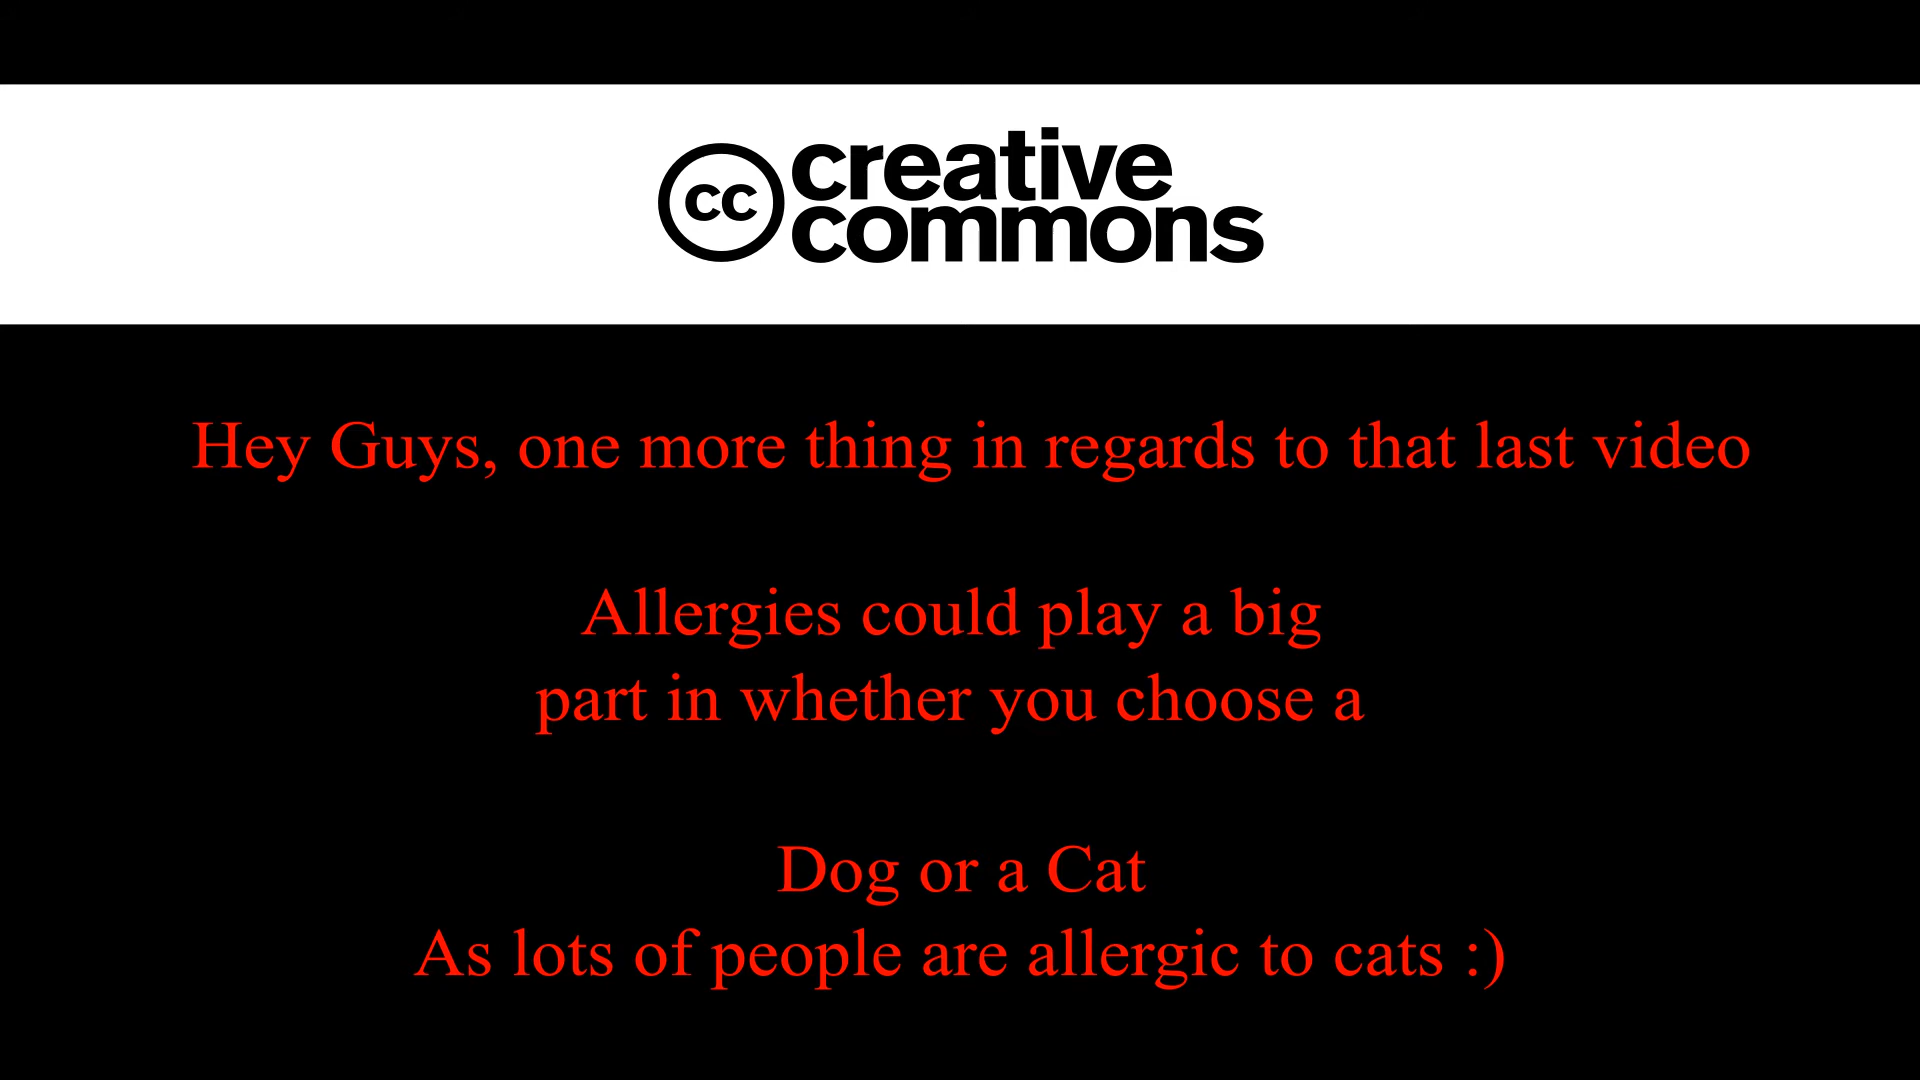 cc creative
commons
Hey Guys, one more thing in regards to that last video
Allergies could play a big
part in whether you choose a
Dog or a Cat
As lots of people are allergic to cats :)